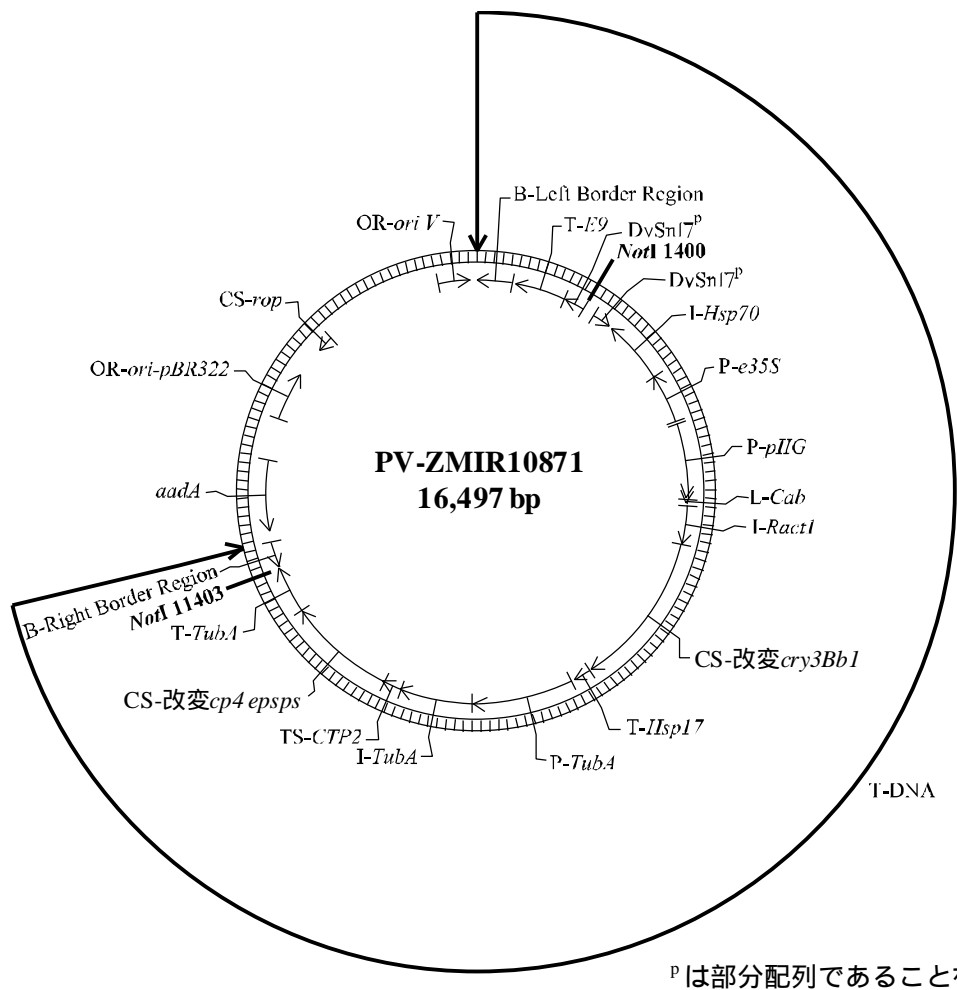 B-Left Border Region
OR-ori V
T-E9
DvSnf7p
NotI 1400
DvSnf7p
CS-rop
I-Hsp70
OR-ori-pBR322
P-e35S
PV-ZMIR10871
16,497 bp
P-pIIG
aadA
L-Cab
I-Ract1
B-Right Border Region
NotI 11403
T-TubA
CS-改変cry3Bb1
CS-改変cp4 epsps
TS-CTP2
T-Hsp17
I-TubA
P-TubA
T-DNA
p は部分配列であること